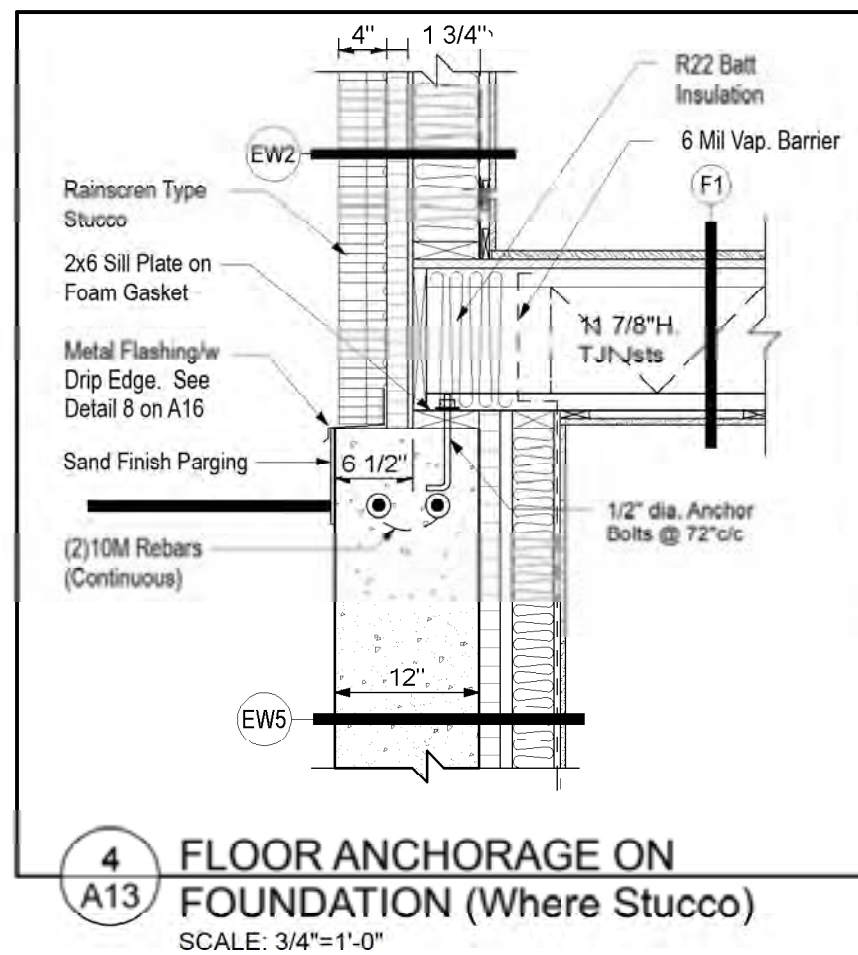 4"
1 3/4"
R22 Batt
Insulation
6 Mil Vap. Barrier
EW2
F1
Rainscren Type
Stucco
2x6 Sill Plate on
Foam Gasket
11 7/8"H.
Metal Flashing/w
Drip Edge. See
Detail 8 on A16
Sand Finish Parging
6 1/2"
1/2" dia. Anchor
Bolts @ 72"c/c
(2)10M Rebars
(Continuous)
12"
EW5
4
A13
FLOOR ANCHORAGE ON
FOUNDATION (Where Stucco)
SCALE: 3/4"=1'-0"